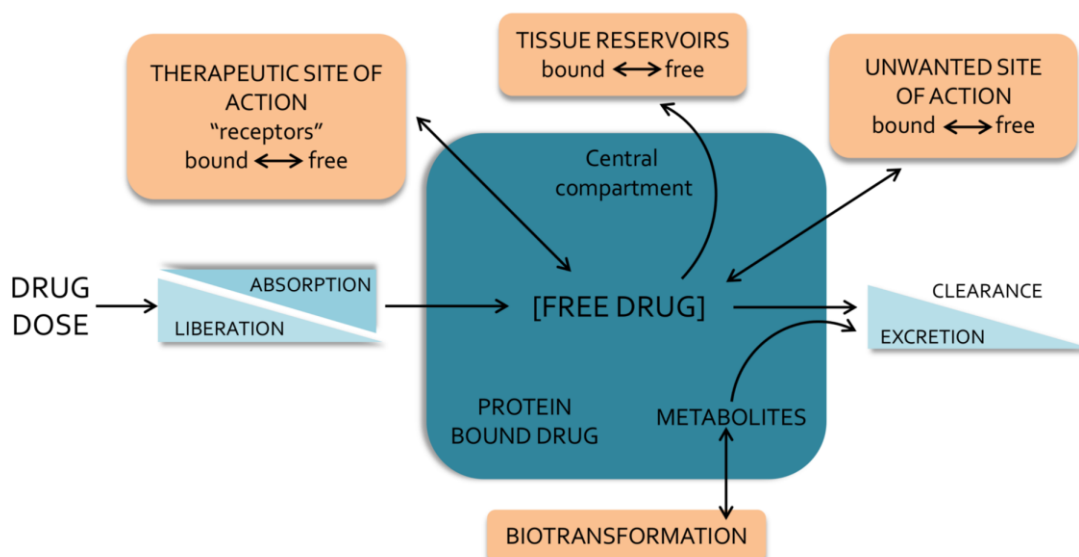 THERAPEUTIC SITE OF
ACTION
“receptors”
bound free
TISSUE RESERVOIRS
bound free
UNWANTED SITE
OF ACTION
bound free
Central
compartment
DRUG
DOSE
ABSORPTION
LIBERATION
[FREE DRUG]
CLEARANCE
EXCRETION
PROTEIN
BOUND DRUG
METABOLITES
BIOTRANSFORMATION